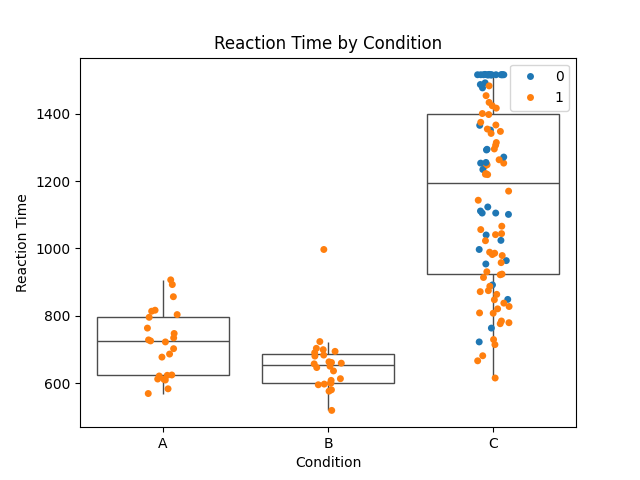 Reaction Time by Condition
0
1
1400
1200
1000
800
600
Reaction Time
A
B
C
Condition